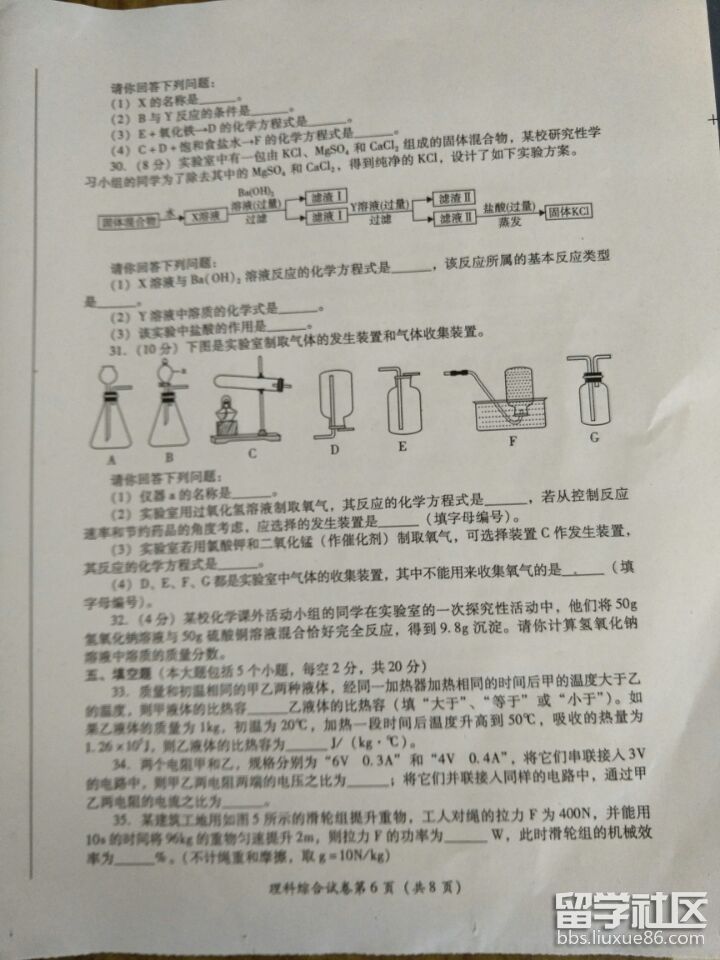 请你回答下列问题：
（1）X的名称是______。
（2）B与Y反应的条件是______。
（3）E+氧化铁→D的化学方程式是______。
（4）C+D+饱和食盐水→F的化学方程式是______。
30.（8分）实验室中有一包由KCl、MgSO₄和CaCl₂组成的固体混合物，某校研究性学
习小组的同学为了除去其中的MgSO₄和CaCl₂，得到纯净的KCl，设计了如下实验方案。
固体混合物 水 X溶液 Ba(OH)₂溶液(过量) 过滤 滤渣Ⅰ 滤液Ⅰ Y溶液(过量) 过滤 滤渣Ⅱ 滤液Ⅱ 盐酸(过量) 蒸发 固体KCl
请你回答下列问题：
（1）X溶液与Ba(OH)₂溶液反应的化学方程式是______，该反应所属的基本反应类型
是______。
（2）Y溶液中溶质的化学式是______。
（3）该实验中盐酸的作用是______。
31.（10分）下图是实验室制取气体的发生装置和气体收集装置。
a
A B C D E F G
请你回答下列问题：
（1）仪器a的名称是______。
（2）实验室用过氧化氢溶液制取氧气，其反应的化学方程式是______，若从控制反应
速率和节约药品的角度考虑，应选择的发生装置是______（填字母编号）。
（3）实验室若用氯酸钾和二氧化锰（作催化剂）制取氧气，可选择装置C作发生装置，
其反应的化学方程式是______。
（4）D、E、F、G都是实验室中气体的收集装置，其中不能用来收集氧气的是______（填
字母编号）。
32.（4分）某校化学课外活动小组的同学在实验室的一次探究性活动中，他们将50g
氢氧化钠溶液与50g硫酸铜溶液混合恰好完全反应，得到9.8g沉淀。请你计算氢氧化钠
溶液中溶质的质量分数。
五、填空题（本大题包括5个小题，每空2分，共20分）
33. 质量和初温相同的甲乙两种液体，经同一加热器加热相同的时间后甲的温度大于乙
的温度，则甲液体的比热容______乙液体的比热容（填“大于”、“等于”或“小于”）。如
果乙液体的质量为1kg，初温为20℃，加热一段时间后温度升高到50℃，吸收的热量为
1.26×10⁵J，则乙液体的比热容为______J/（kg·℃）。
34. 两个电阻甲和乙，规格分别为“6V 0.3A”和“4V 0.4A”，将它们串联接入3V
的电路中，则甲乙两电阻两端的电压之比为______；将它们并联接入同样的电路中，通过甲
乙两电阻的电流之比为______。
35. 某建筑工地用如图5所示的滑轮组提升重物，工人对绳的拉力F为400N，并能用
10s的时间将96kg的重物匀速提升2m，则拉力F的功率为______W，此时滑轮组的机械效
率为______%。（不计绳重和摩擦，取g=10N/kg）
理科综合试卷第6页（共8页）
留学社区
bbs.liuxue86.com